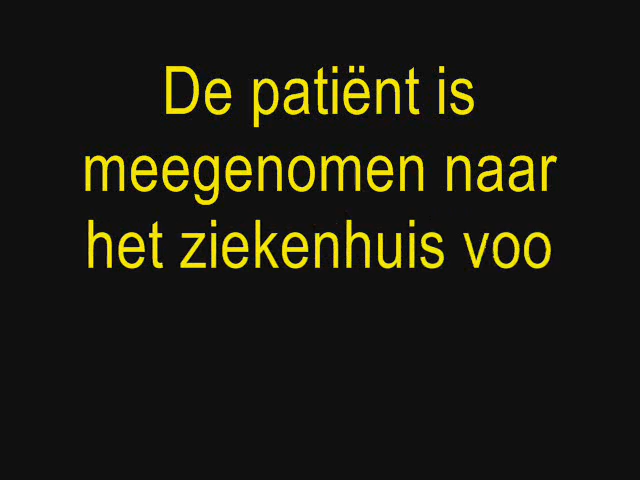 De patiënt is
meegenomen naar
het ziekenhuis voo